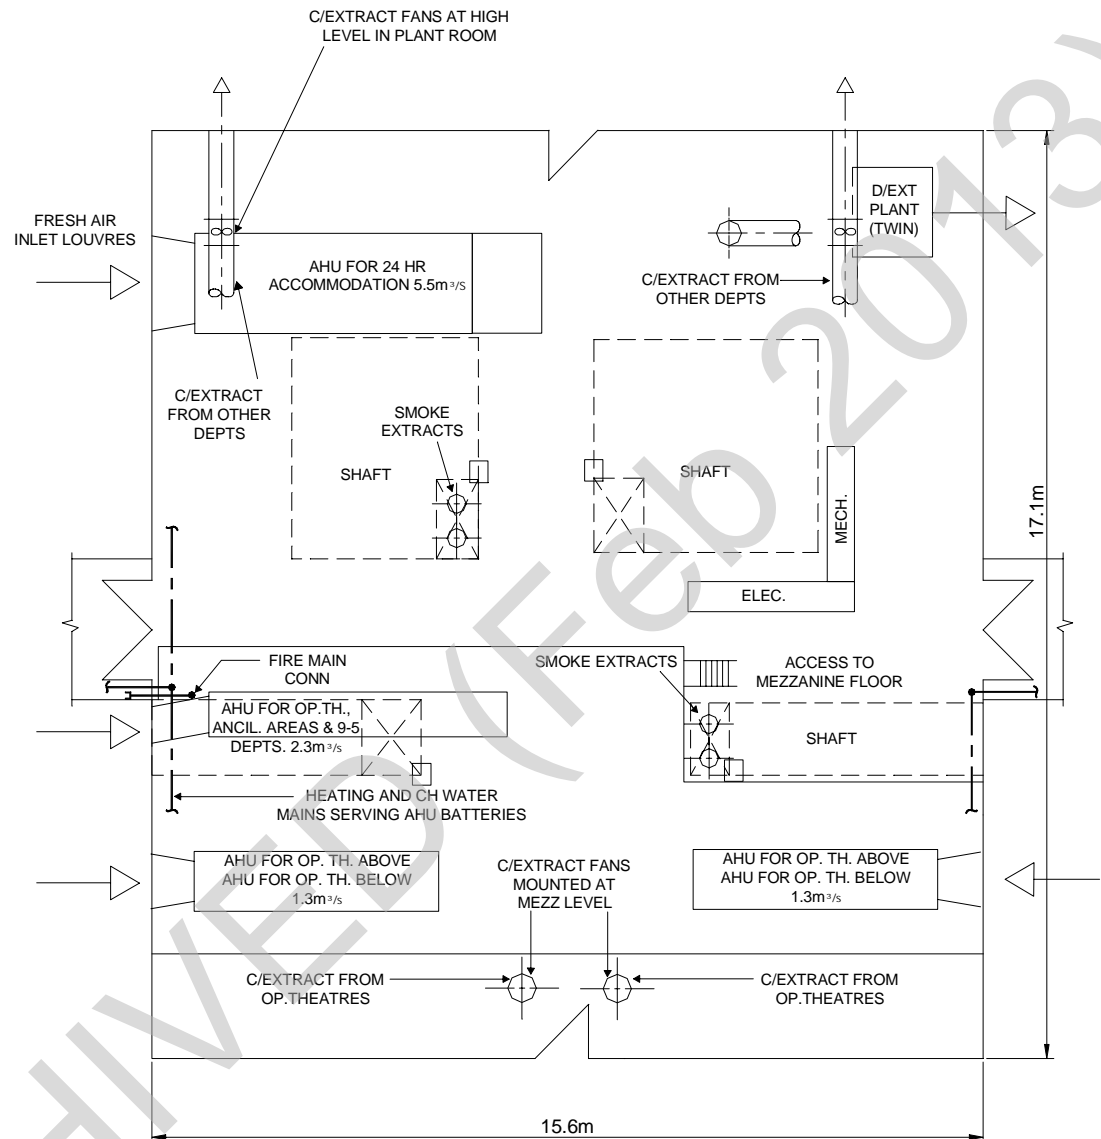 C/EXTRACT FANS AT HIGH
LEVEL IN PLANT ROOM
FRESH AIR
INLET LOUVRES
D/EXT
PLANT
(TWIN)
AHU FOR 24 HR
ACCOMMODATION 5.5m³/s
C/EXTRACT FROM
OTHER DEPTS
C/EXTRACT
FROM OTHER
DEPTS
SMOKE
EXTRACTS
SHAFT
SHAFT
MECH.
17.1m
ELEC.
FIRE MAIN
CONN
SMOKE EXTRACTS
ACCESS TO
MEZZANINE FLOOR
AHU FOR OP.TH.,
ANCIL. AREAS & 9-5
DEPTS. 2.3m³/s
SHAFT
HEATING AND CH WATER
MAINS SERVING AHU BATTERIES
AHU FOR OP. TH. ABOVE
AHU FOR OP. TH. BELOW
1.3m³/s
C/EXTRACT FANS
MOUNTED AT
MEZZ LEVEL
AHU FOR OP. TH. ABOVE
AHU FOR OP. TH. BELOW
1.3m³/s
C/EXTRACT FROM
OP.THEATRES
C/EXTRACT FROM
OP.THEATRES
15.6m
HIVED (Feb 2013)